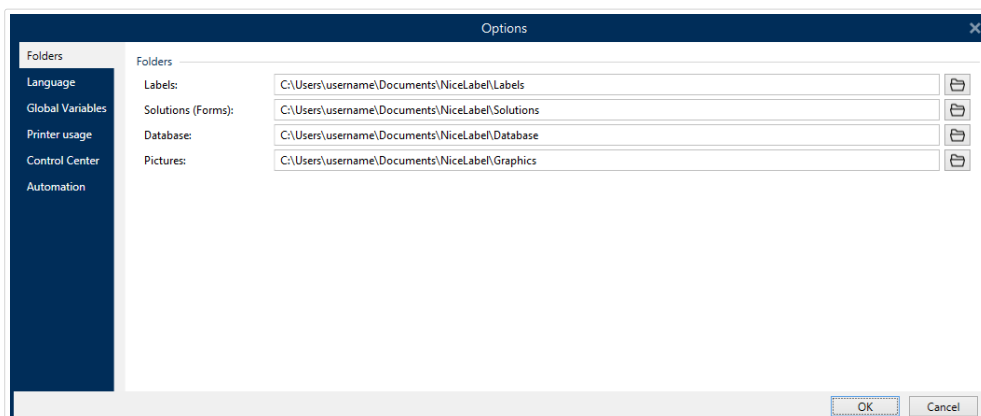 Options
Folders
Language
Global Variables
Printer usage
Control Center
Automation
Folders
Labels: C:\Users\username\Documents\NiceLabel\Labels
Solutions (Forms): C:\Users\username\Documents\NiceLabel\Solutions
Database: C:\Users\username\Documents\NiceLabel\Database
Pictures: C:\Users\username\Documents\NiceLabel\Graphics
OK Cancel